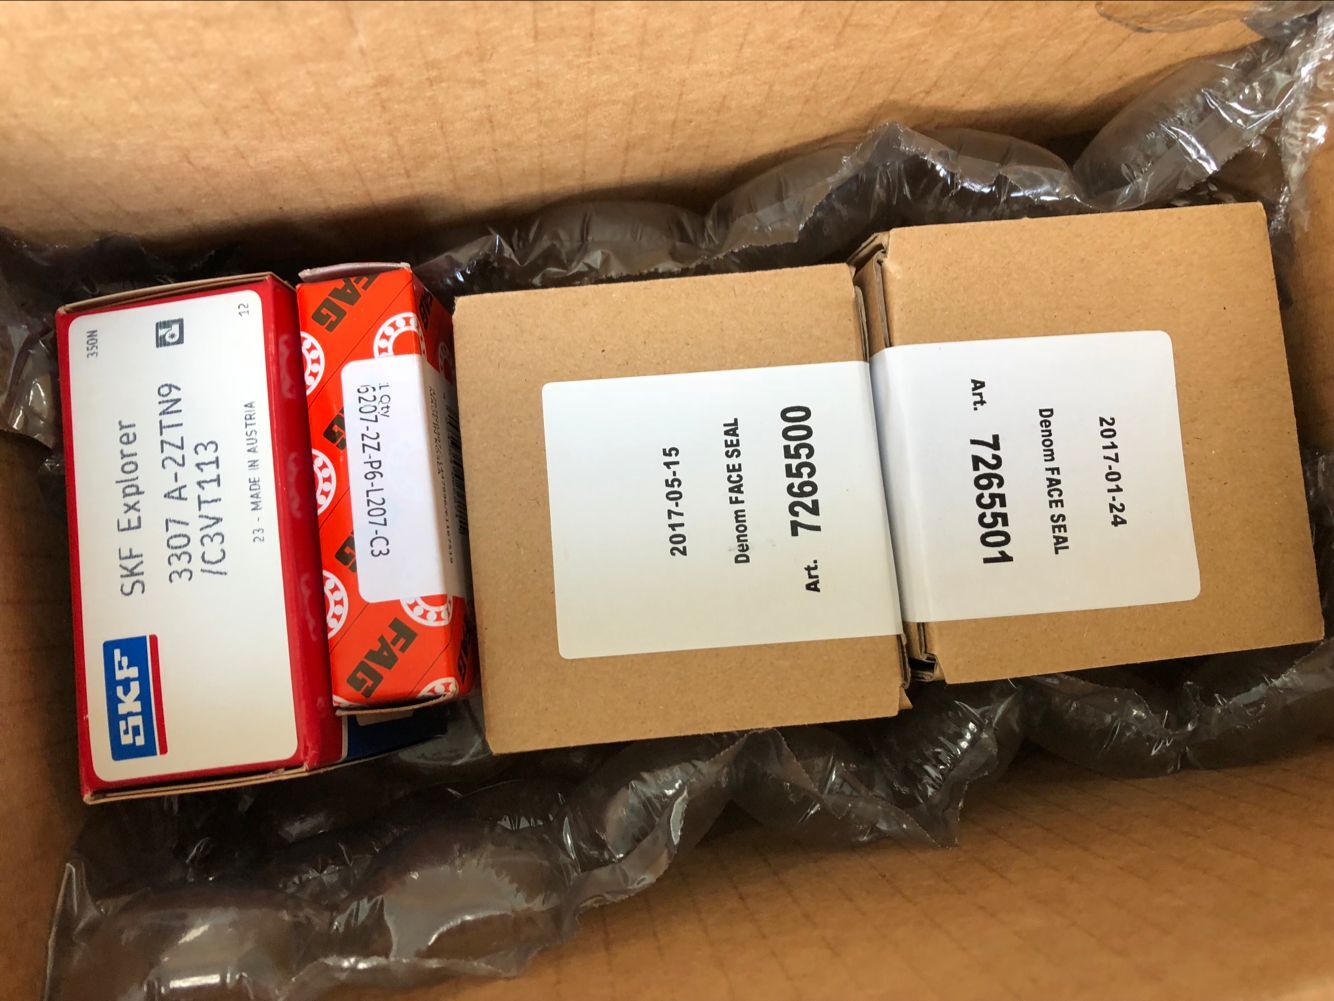 350N
12
SKF Explorer
3307 A-2ZTN9
/C3VT113
23 - MADE IN AUSTRIA
SKF
FAG
1 Qty
6207-2Z-P6-L207-C3
FAG
2017-05-15
Denom FACE SEAL
Art. 7265500
Art. 7265501
Denom FACE SEAL
2017-01-24